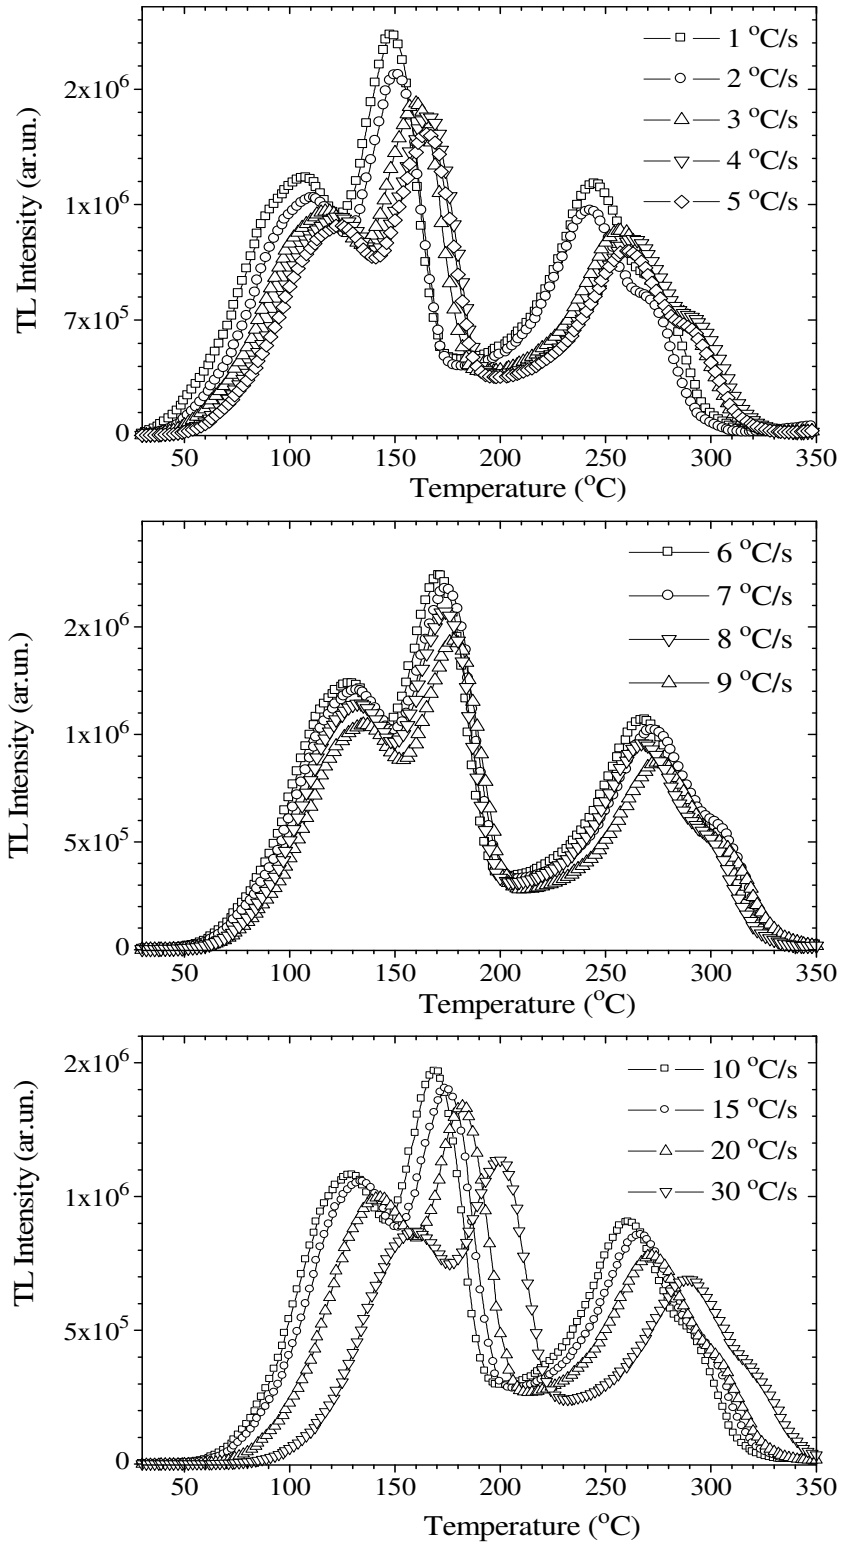 1 °C/s
2 °C/s
3 °C/s
4 °C/s
5 °C/s
TL Intensity (ar.un.)
2x10⁶
1x10⁶
7x10⁵
0
50 100 150 200 250 300 350
Temperature (°C)
6 °C/s
7 °C/s
8 °C/s
9 °C/s
TL Intensity (ar.un.)
2x10⁶
1x10⁶
5x10⁵
0
50 100 150 200 250 300 350
Temperature (°C)
10 °C/s
15 °C/s
20 °C/s
30 °C/s
TL Intensity (ar.un.)
2x10⁶
1x10⁶
5x10⁵
0
50 100 150 200 250 300 350
Temperature (°C)